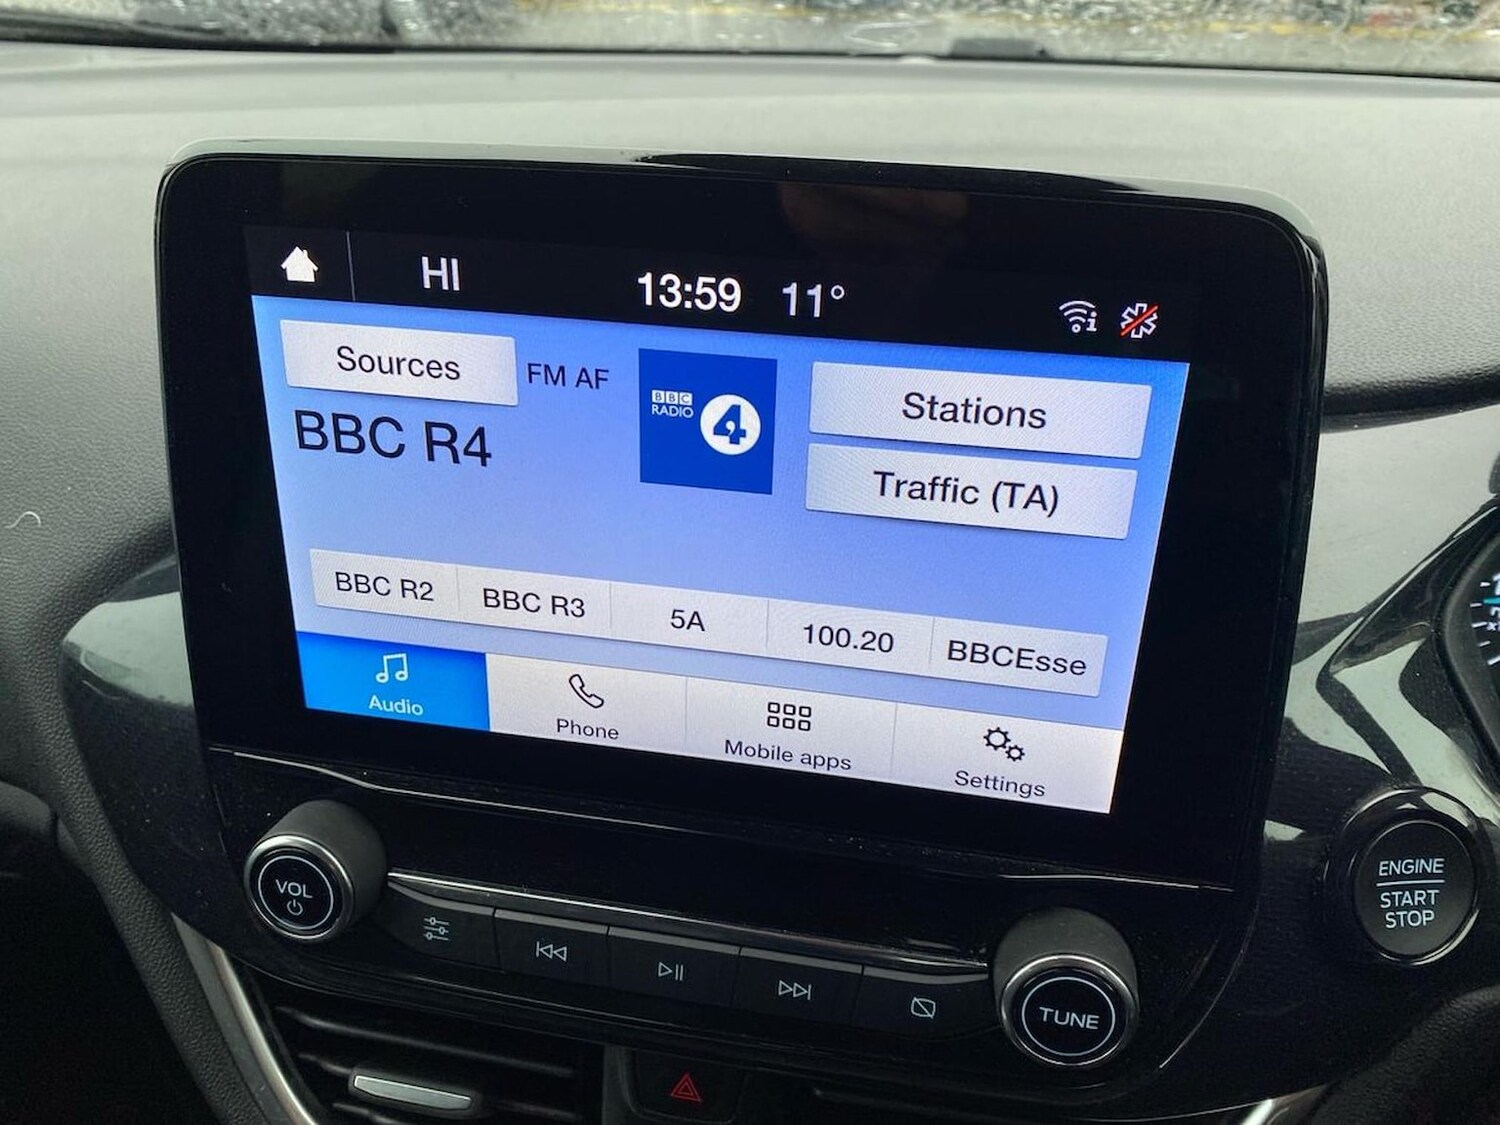 HI
13:59
11°
Sources
FM AF
BBC
RADIO
4
Stations
BBC R4
Traffic (TA)
BBC R2
BBC R3
5A
100.20
BBCEsse
Audio
Phone
Mobile apps
Settings
VOL
TUNE
ENGINE
START
STOP